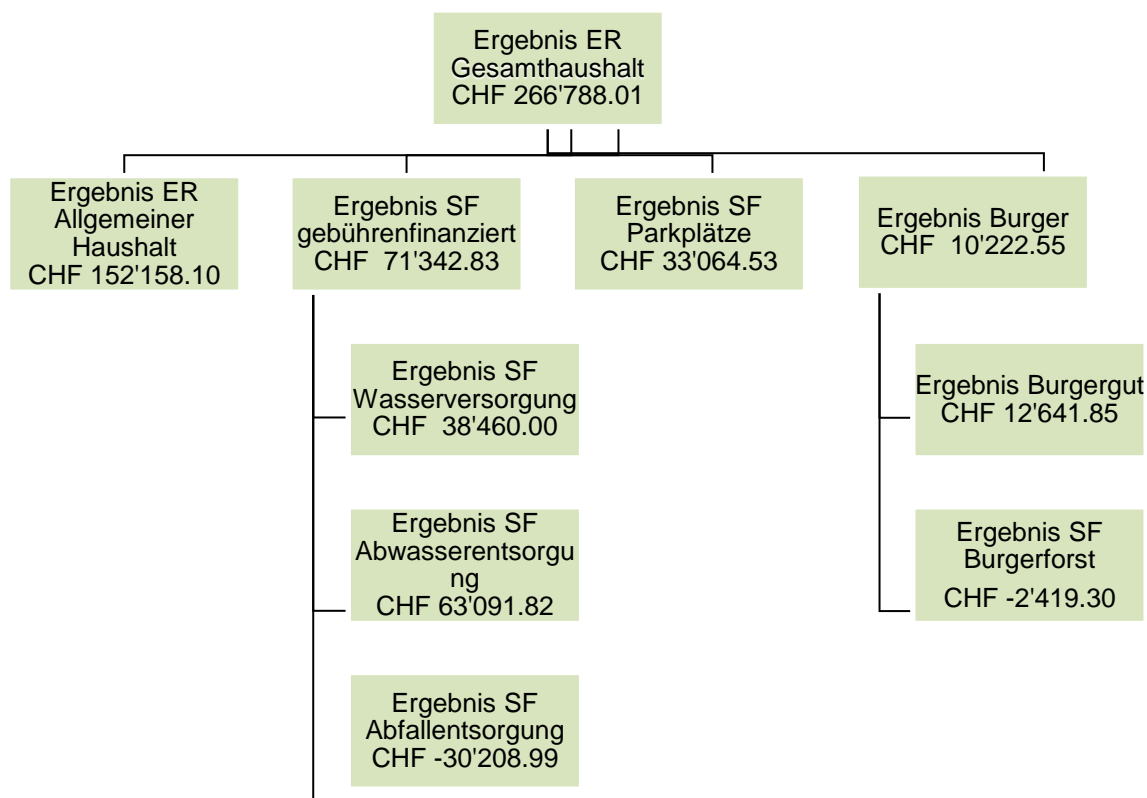 Ergebnis ER
Gesamthaushalt
CHF 266'788.01
Ergebnis ER
Allgemeiner
Haushalt
CHF 152'158.10
Ergebnis SF
gebührenfinanziert
CHF 71'342.83
Ergebnis SF
Parkplätze
CHF 33'064.53
Ergebnis Burger
CHF 10'222.55
Ergebnis SF
Wasserversorgung
CHF 38'460.00
Ergebnis SF
Abwasserentsorgu
ng
CHF 63'091.82
Ergebnis SF
Abfallentsorgung
CHF -30'208.99
Ergebnis Burgergut
CHF 12'641.85
Ergebnis SF
Burgerforst
CHF -2'419.30